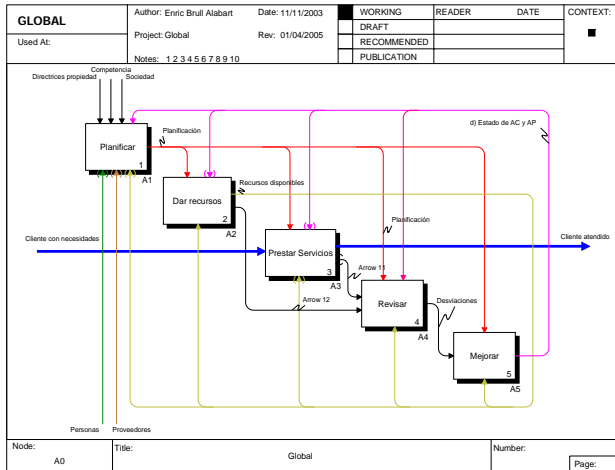 GLOBAL
Used At:
Author: Enric Brull Alabart
Date: 11/11/2003
Project: Global
Rev: 01/04/2005
Notes: 1 2 3 4 5 6 7 8 9 10
WORKING
DRAFT
RECOMMENDED
PUBLICATION
READER
DATE
CONTEXT:
Competencia
Directrices propiedad
Sociedad
d) Estado de AC y AP
Planificación
Planificar
1
A1
Recursos disponibles
Dar recursos
2
A2
Planificación
Cliente con necesidades
Cliente atendido
Prestar Servicios
3
A3
Arrow 11
Arrow 12
Revisar
4
A4
Desviaciones
Mejorar
5
A5
Personas
Proveedores
Node:
A0
Title:
Global
Number:
Page: